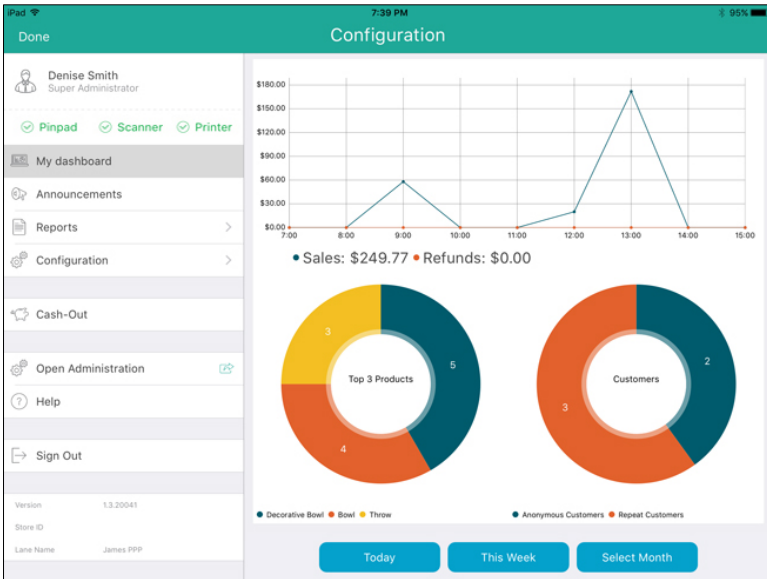 iPad 7:39 PM 95%
Done Configuration
Denise Smith
Super Administrator
Pinpad Scanner Printer
My dashboard
Announcements
Reports
Configuration
Cash-Out
Open Administration
Help
Sign Out
Version 1.3.20041
Store ID
Lane Name James PPP
$180.00
$150.00
$120.00
$90.00
$60.00
$30.00
$0.00
7:00 8:00 9:00 10:00 11:00 12:00 13:00 14:00 15:00
Sales: $249.77 Refunds: $0.00
3
5
4
Top 3 Products
Decorative Bowl Bowl Throw
2
3
Customers
Anonymous Customers Repeat Customers
Today This Week Select Month